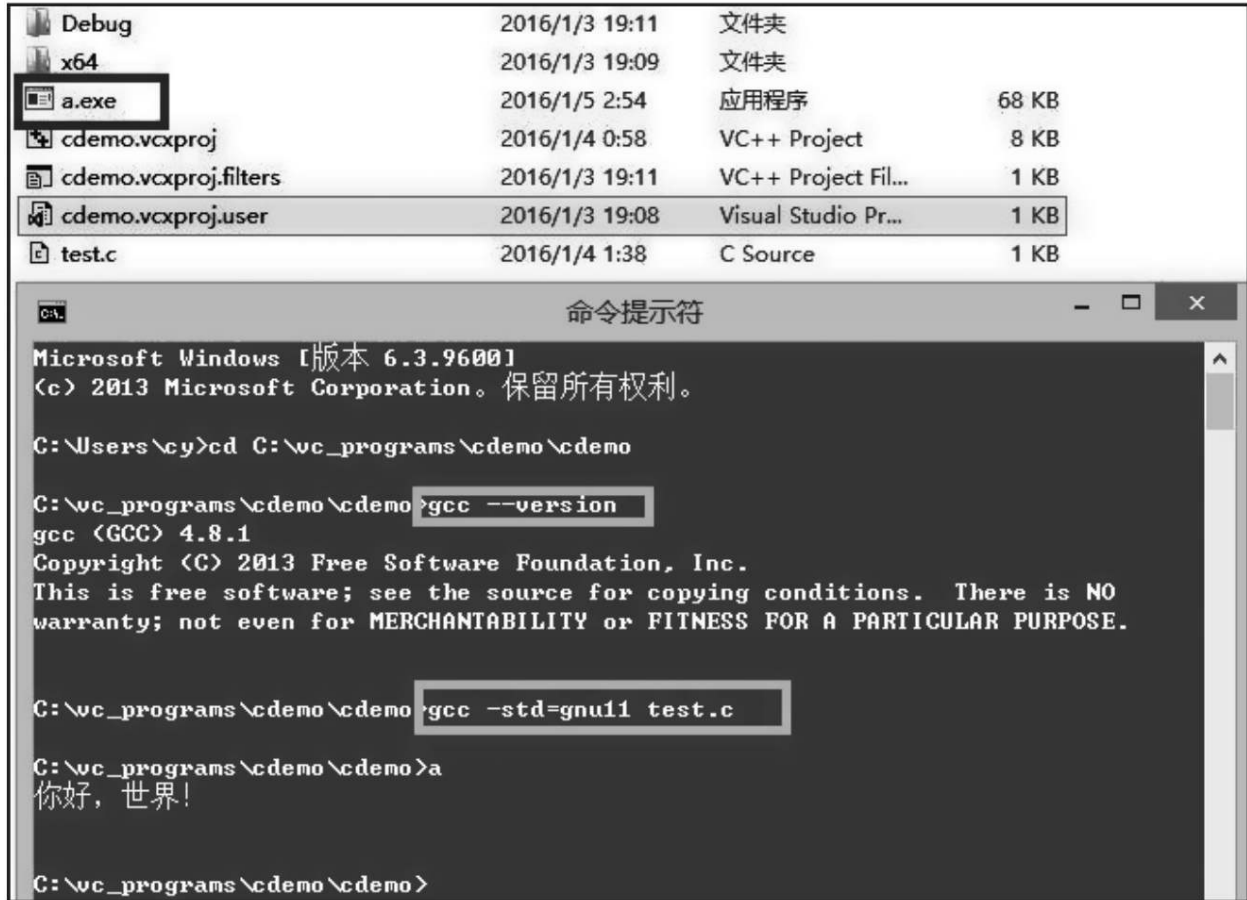 Debug 2016/1/3 19:11 文件夹
x64 2016/1/3 19:09 文件夹
a.exe 2016/1/5 2:54 应用程序 68 KB
cdemo.vcxproj 2016/1/4 0:58 VC++ Project 8 KB
cdemo.vcxproj.filters 2016/1/3 19:11 VC++ Project Fil... 1 KB
cdemo.vcxproj.user 2016/1/3 19:08 Visual Studio Pr... 1 KB
test.c 2016/1/4 1:38 C Source 1 KB
命令提示符
Microsoft Windows [版本 6.3.9600]
(c) 2013 Microsoft Corporation。保留所有权利。
C:\Users\cy>cd C:\vc_programs\cdemo\cdemo
C:\vc_programs\cdemo\cdemo>gcc --version
gcc (GCC) 4.8.1
Copyright (C) 2013 Free Software Foundation, Inc.
This is free software; see the source for copying conditions.  There is NO
warranty; not even for MERCHANTABILITY or FITNESS FOR A PARTICULAR PURPOSE.
C:\vc_programs\cdemo\cdemo>gcc -std=gnu11 test.c
C:\vc_programs\cdemo\cdemo>a
你好，世界！
C:\vc_programs\cdemo\cdemo>